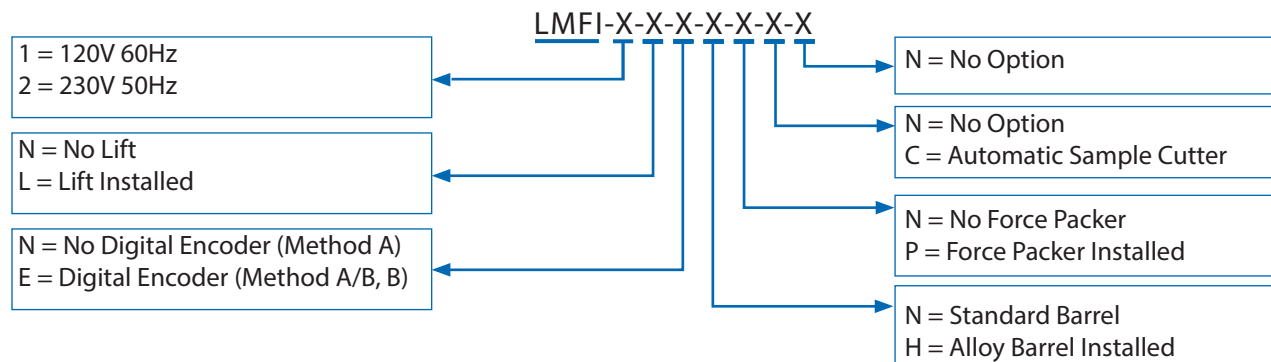 LMFI-X-X-X-X-X-X-X
1 = 120V 60Hz
2 = 230V 50Hz
N = No Lift
L = Lift Installed
N = No Digital Encoder (Method A)
E = Digital Encoder (Method A/B, B)
N = No Option
N = No Option
C = Automatic Sample Cutter
N = No Force Packer
P = Force Packer Installed
N = Standard Barrel
H = Alloy Barrel Installed